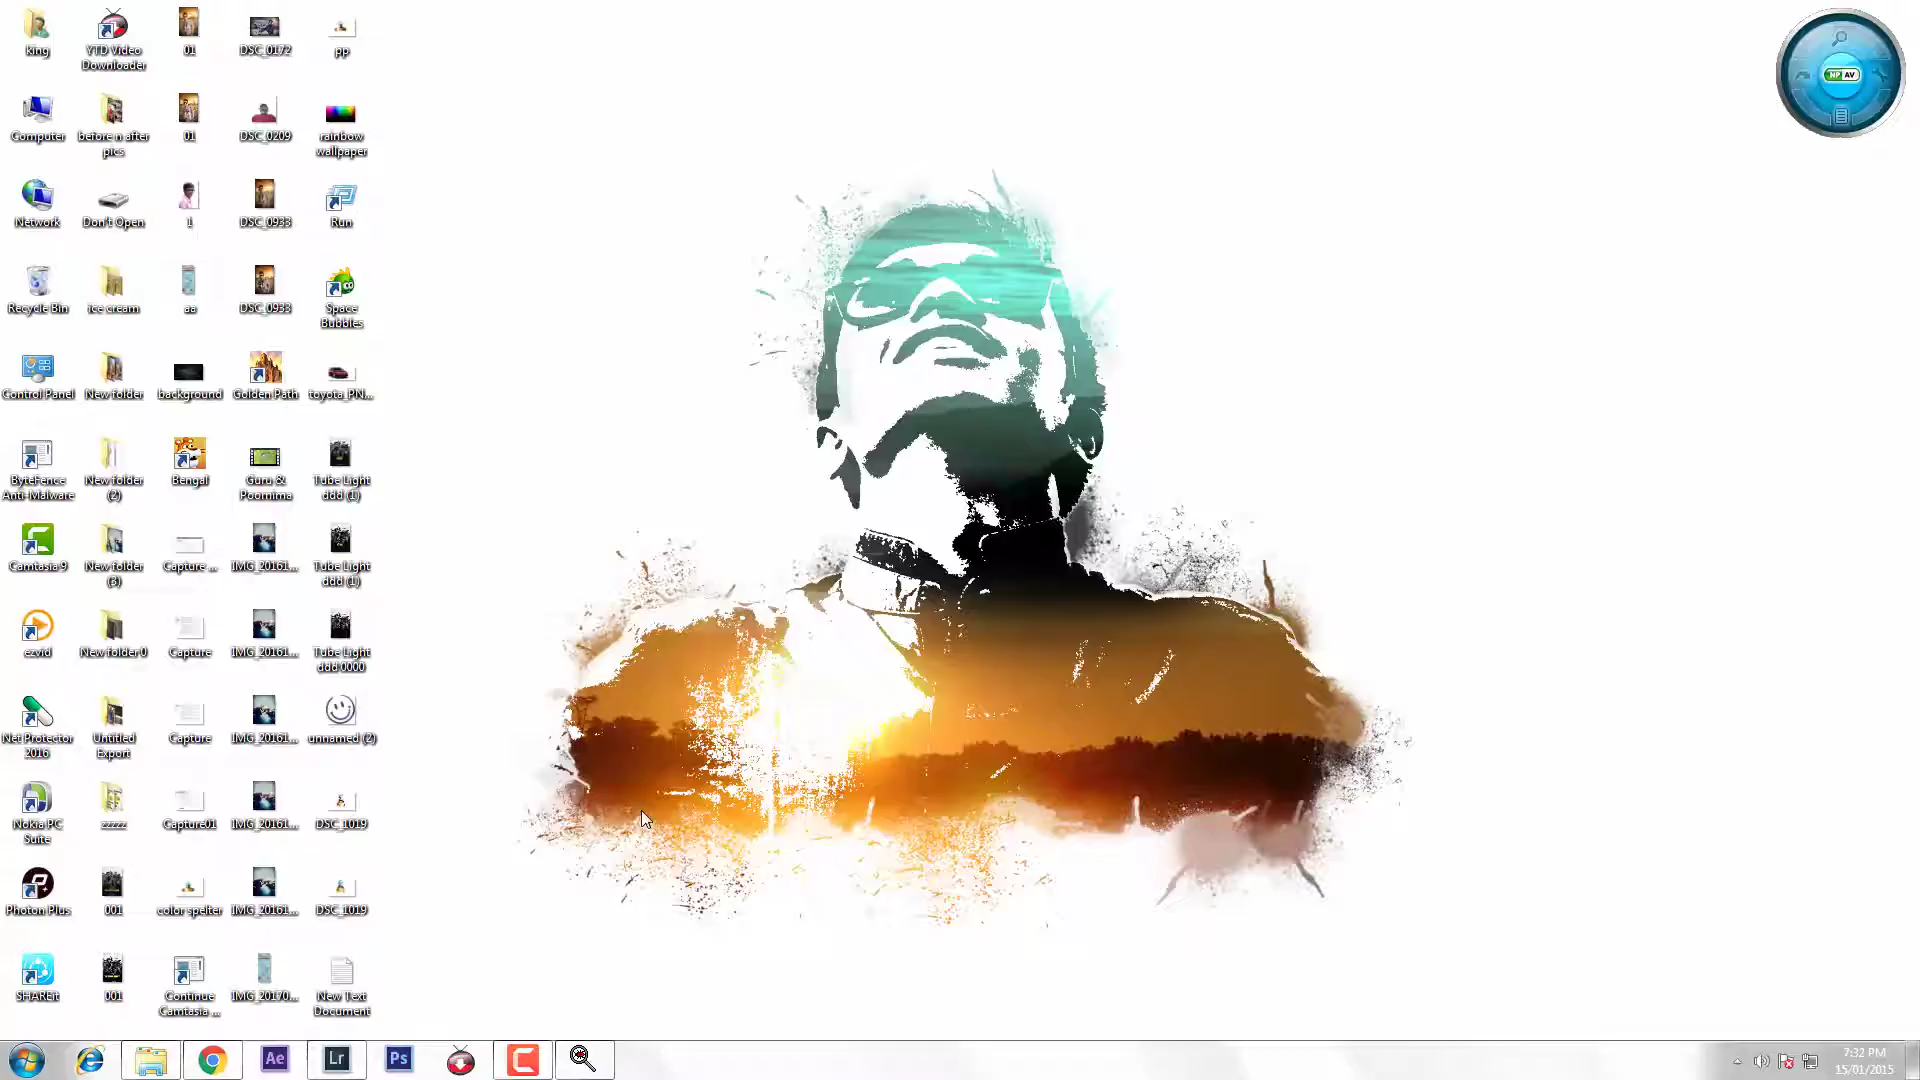 king
YTD Video
Downloader
01
DSC_0172
pp
Computer
before n after
pics
01
DSC_0209
rainbow
wallpaper
Network
Don't Open
1
DSC_0933
Run
Recycle Bin
ice cream
aa
DSC_0933
Space
Bubbles
Control Panel
New folder
background
Golden Path
toyota_PN...
ByteFence
Anti-Malware
New folder
(2)
Bengal
Guru &
Poornima
Tube Light
ddd (1)
Camtasia 9
New folder
(3)
Capture ...
IMG_20161...
Tube Light
ddd (1)
ezvid
New folder 0
Capture
IMG_20161...
Tube Light
ddd 0000
Net Protector
2016
Untitled
Export
Capture
IMG_20161...
unnamed (2)
Nokia PC
Suite
zzzzz
Capture01
IMG_20161...
DSC_1019
Photon Plus
001
color spelter
IMG_20161...
DSC_1019
SHAREit
001
Continue
Camtasia ...
IMG_20170...
New Text
Document
NP AV
Ae
Lr
Ps
7:32 PM
15/01/2015